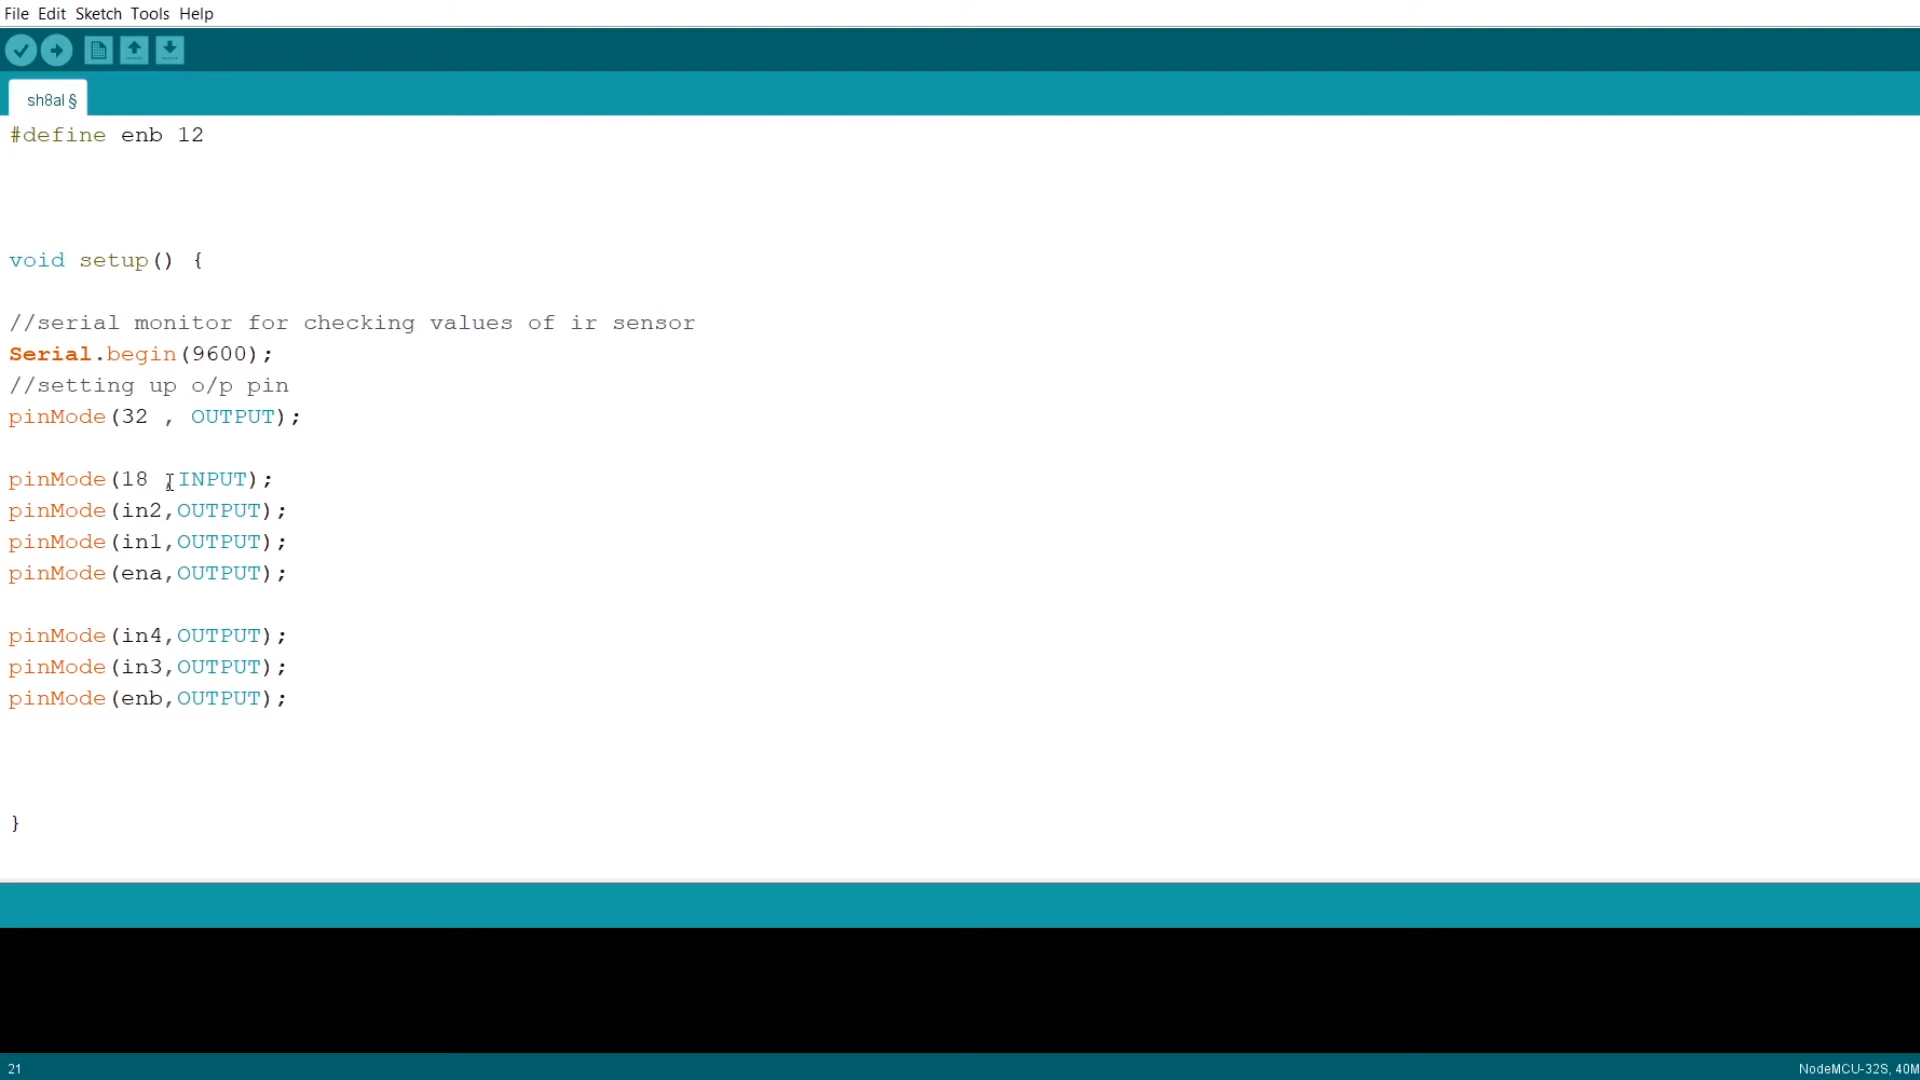 File Edit Sketch Tools Help
sh8al §
#define enb 12
void setup() {
//serial monitor for checking values of ir sensor
Serial.begin(9600);
//setting up o/p pin
pinMode(32 , OUTPUT);
pinMode(18 ,INPUT);
pinMode(in2,OUTPUT);
pinMode(in1,OUTPUT);
pinMode(ena,OUTPUT);
pinMode(in4,OUTPUT);
pinMode(in3,OUTPUT);
pinMode(enb,OUTPUT);
}
21
NodeMCU-32S, 40M